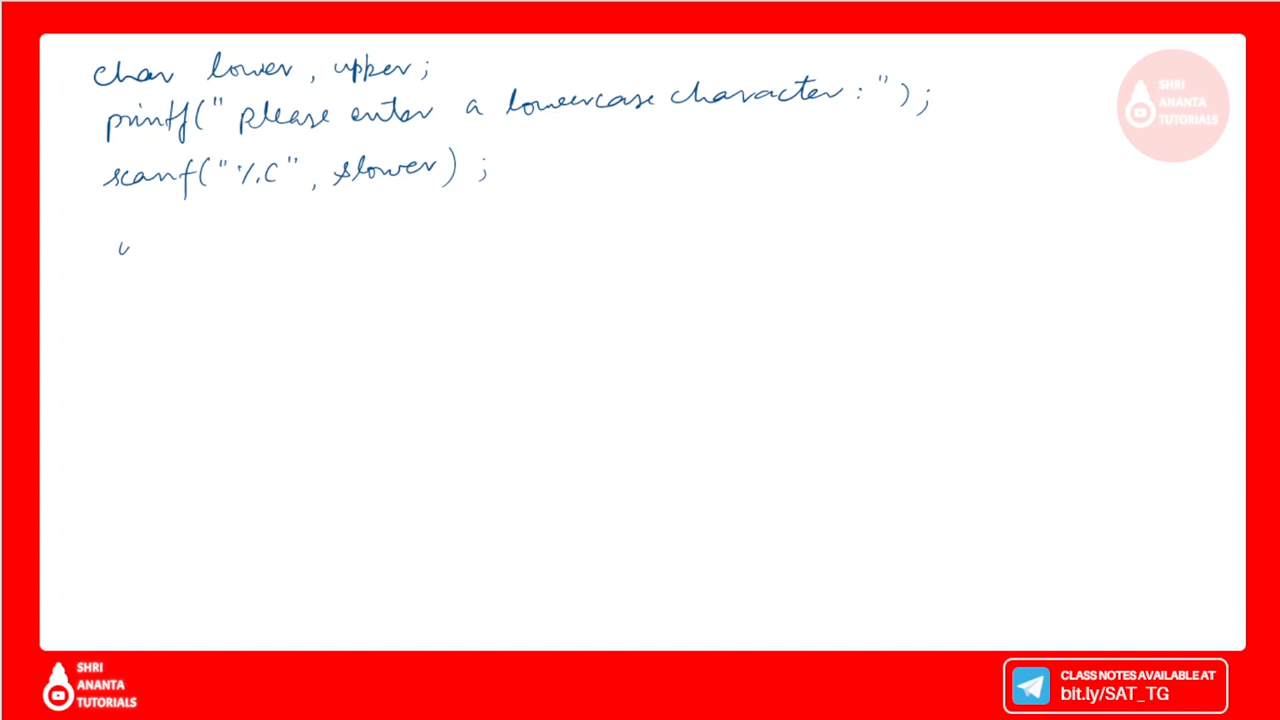 char lower, upper;
printf("please enter a lowercase character:");
scanf("%c", &lower);
SHRI
ANANTA
TUTORIALS
SHRI
ANANTA
TUTORIALS
CLASS NOTES AVAILABLE AT
bit.ly/SAT_TG